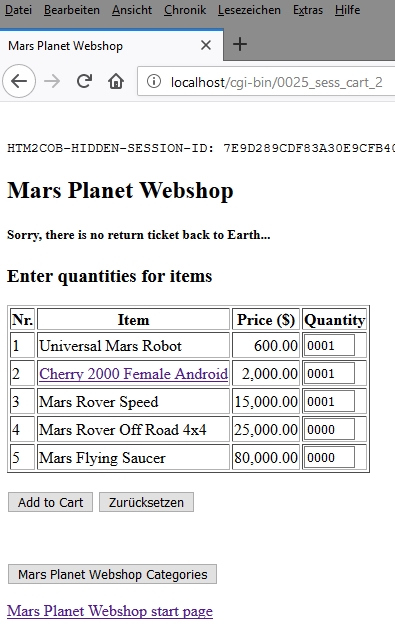 Datei Bearbeiten Ansicht Chronik Lesezeichen Extras Hilfe
Mars Planet Webshop
localhost/cgi-bin/0025_sess_cart_2
HTM2COB-HIDDEN-SESSION-ID: 7E9D289CDF83A30E9CFB40
Mars Planet Webshop
Sorry, there is no return ticket back to Earth...
Enter quantities for items
Nr. Item Price ($) Quantity
1 Universal Mars Robot 600.00 0001
2 Cherry 2000 Female Android 2,000.00 0001
3 Mars Rover Speed 15,000.00 0001
4 Mars Rover Off Road 4x4 25,000.00 0000
5 Mars Flying Saucer 80,000.00 0000
Add to Cart Zurücksetzen
Mars Planet Webshop Categories
Mars Planet Webshop start page